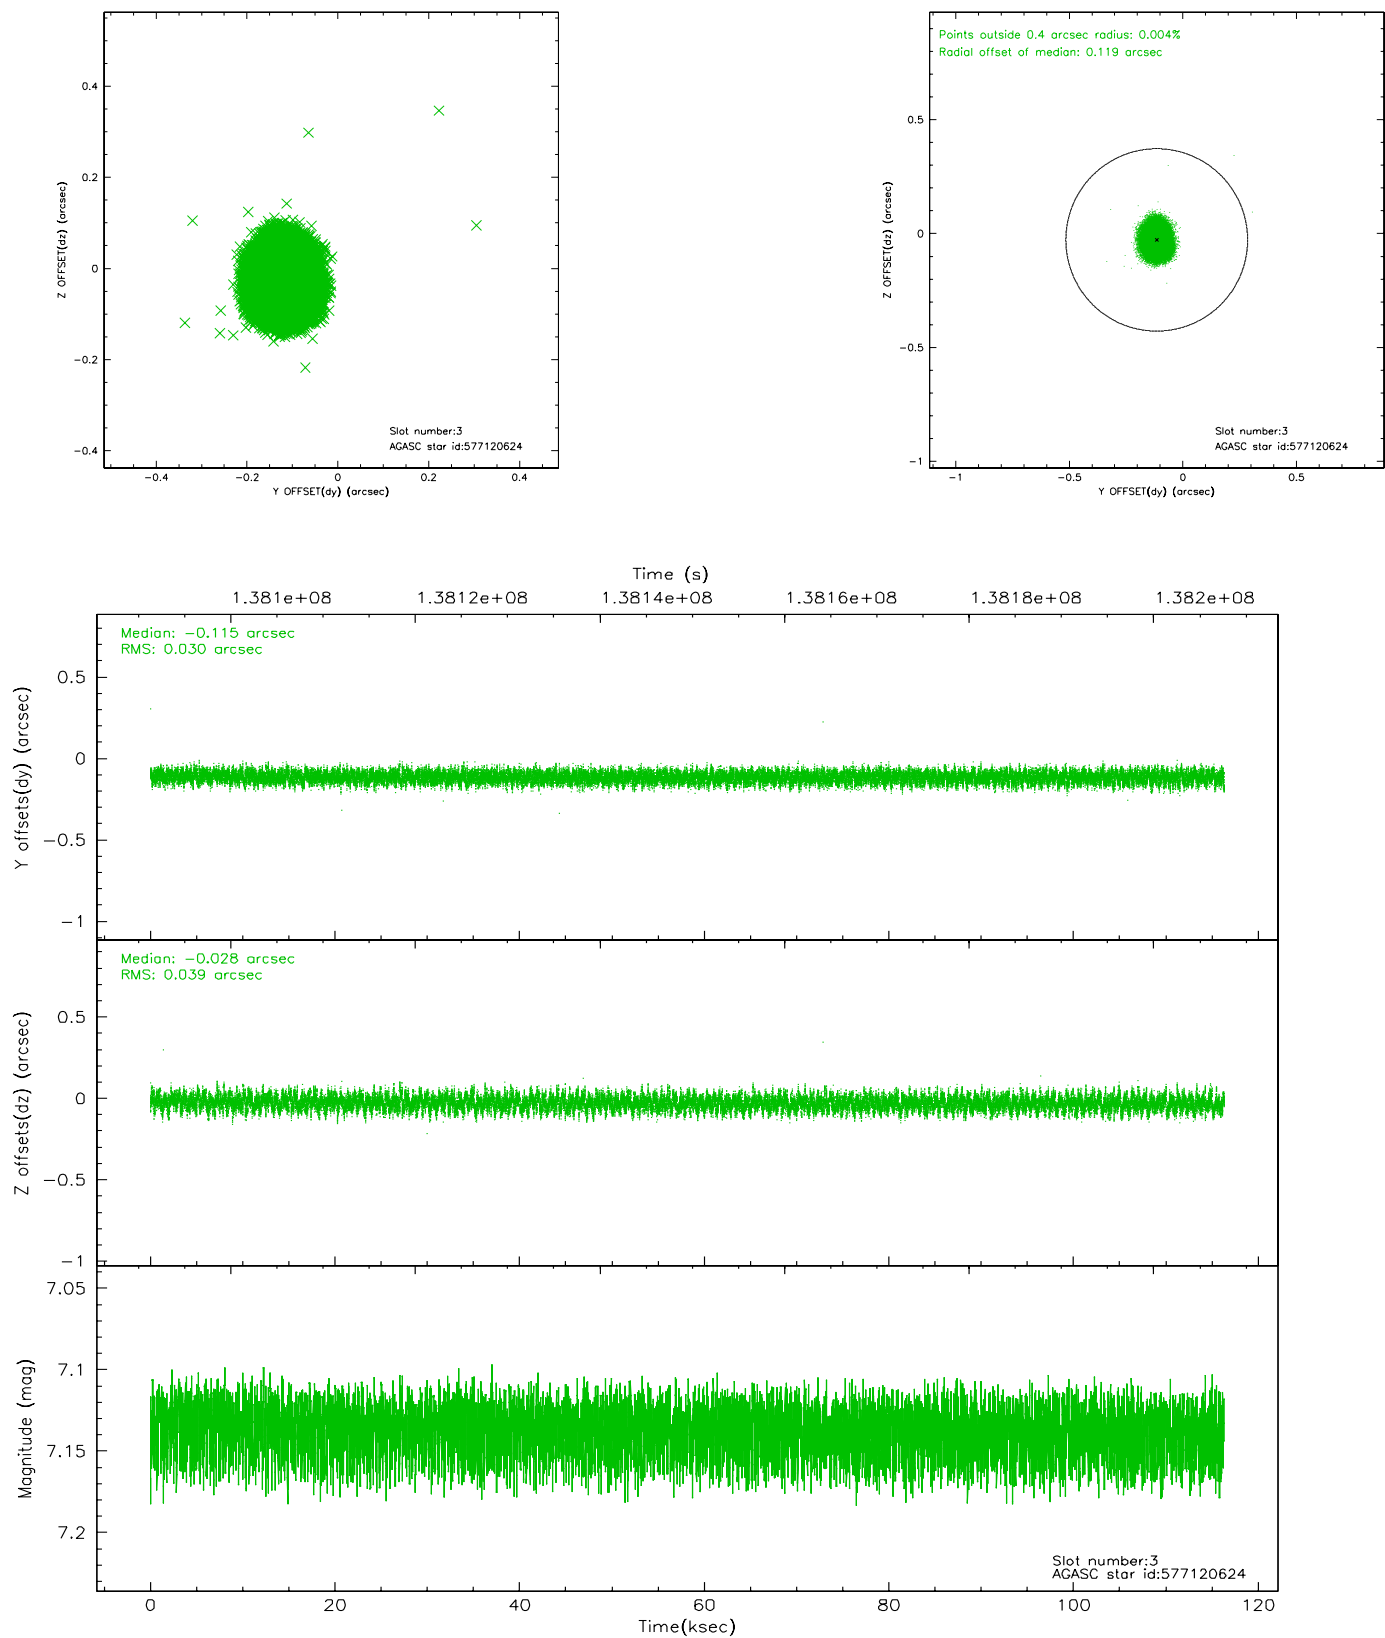 0.4
0.2
0
−0.2
−0.4
Z OFFSET(dz) (arcsec)
−0.4
−0.2
0
0.2
0.4
Y OFFSET(dy) (arcsec)
Slot number:3
AGASC star id:577120624
Points outside 0.4 arcsec radius: 0.004%
Radial offset of median: 0.119 arcsec
0.5
0
−0.5
−1
Z OFFSET(dz) (arcsec)
−1
−0.5
0
0.5
Y OFFSET(dy) (arcsec)
Slot number:3
AGASC star id:577120624
Time (s)
1.381e+08
1.3812e+08
1.3814e+08
1.3816e+08
1.3818e+08
1.382e+08
Median: −0.115 arcsec
RMS: 0.030 arcsec
0.5
0
−0.5
−1
Y offsets(dy) (arcsec)
Median: −0.028 arcsec
RMS: 0.039 arcsec
0.5
0
−0.5
−1
Z offsets(dz) (arcsec)
7.05
7.1
7.15
7.2
Magnitude (mag)
Slot number:3
AGASC star id:577120624
0
20
40
60
80
100
120
Time(ksec)